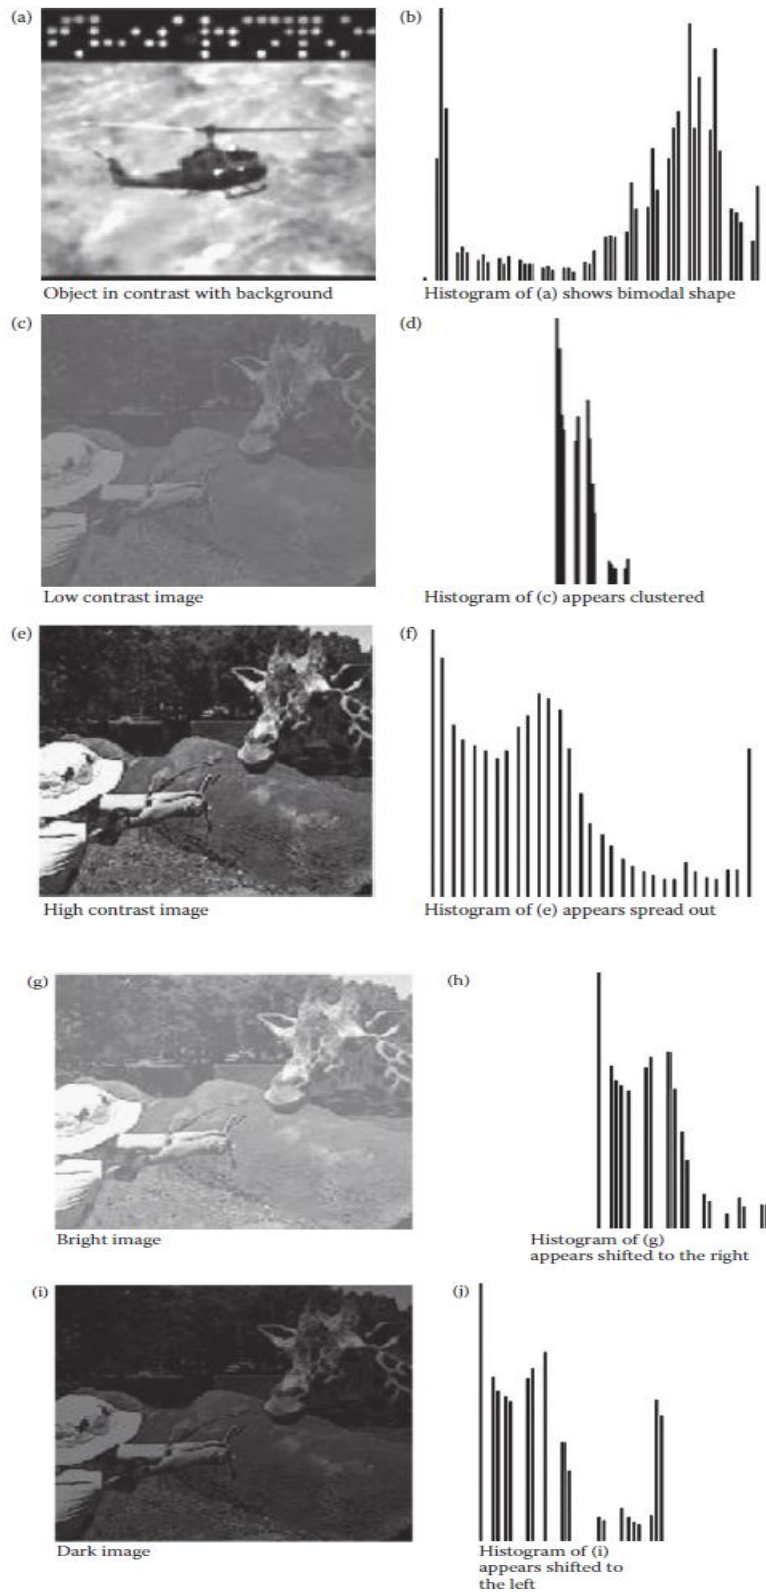 (a)
(b)
Object in contrast with background
Histogram of (a) shows bimodal shape
(c)
(d)
Low contrast image
Histogram of (c) appears clustered
(e)
(f)
High contrast image
Histogram of (e) appears spread out
(g)
(h)
Bright image
Histogram of (g)
appears shifted to the right
(i)
(j)
Dark image
Histogram of (i)
appears shifted to
the left